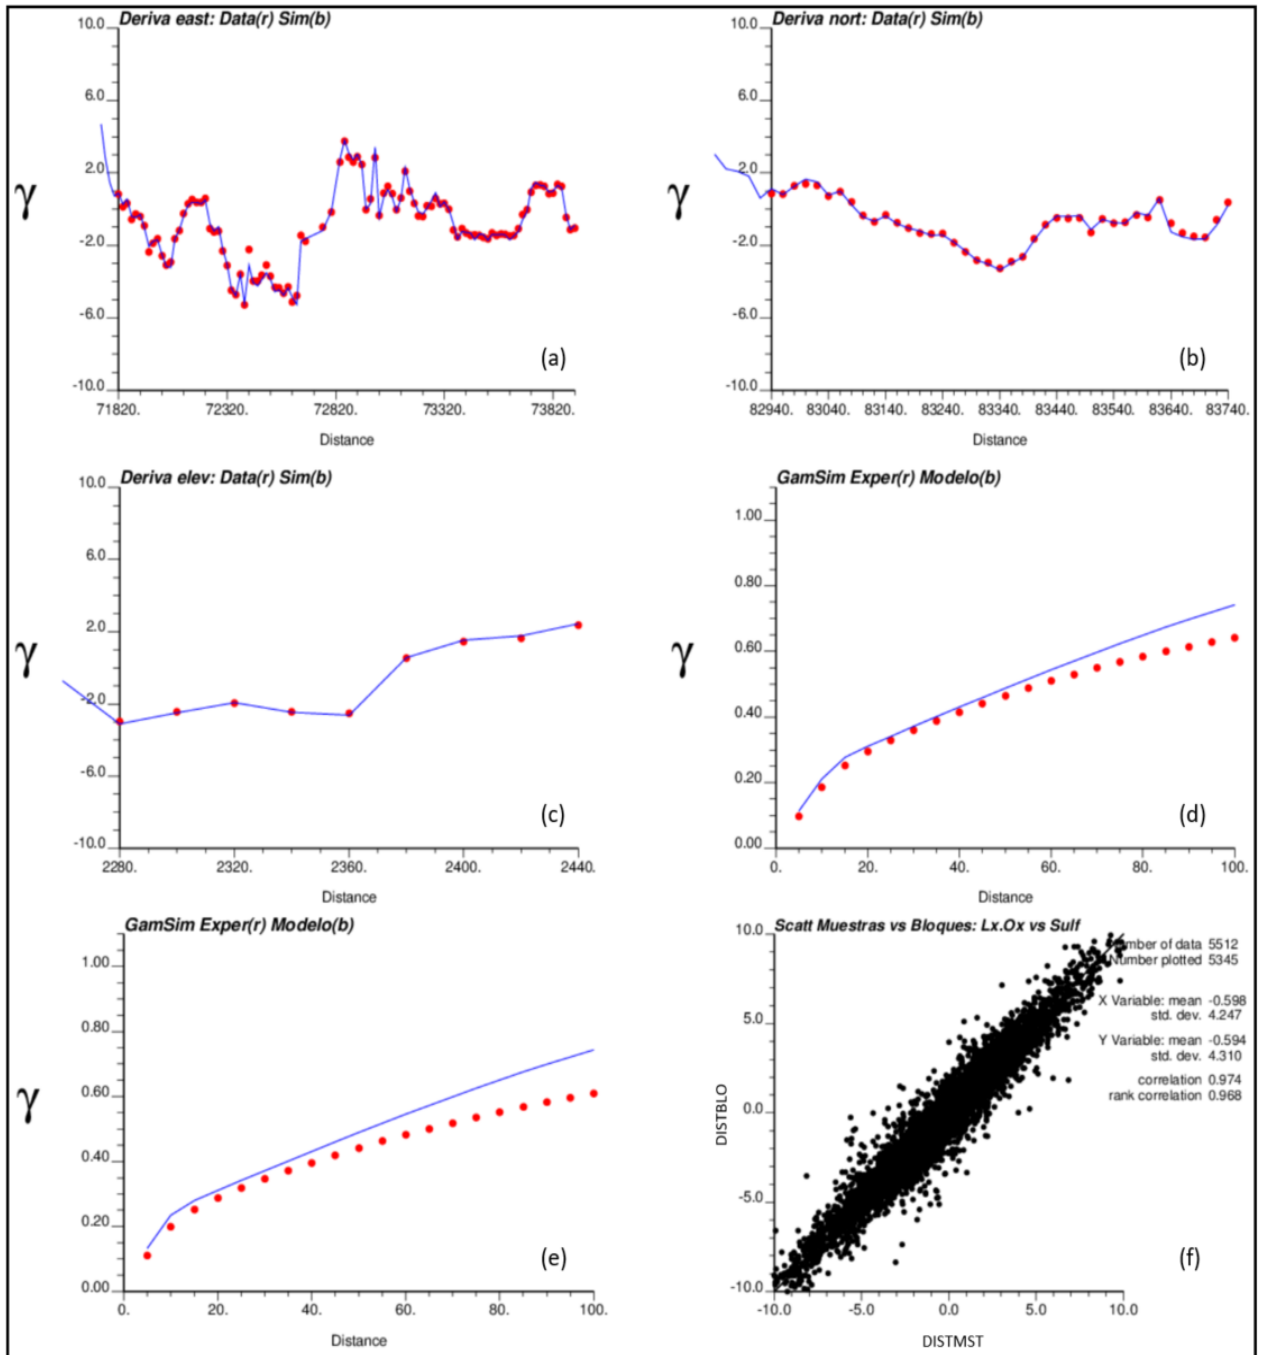 Deriva east: Data(r) Sim(b)
10.0
6.0
2.0
-2.0
-6.0
-10.0
γ
71820. 72320. 72820. 73320. 73820.
Distance
(a)
Deriva nort: Data(r) Sim(b)
10.0
6.0
2.0
-2.0
-6.0
-10.0
γ
82940. 83040. 83140. 83240. 83340. 83440. 83540. 83640. 83740.
Distance
(b)
Deriva elev: Data(r) Sim(b)
10.0
6.0
2.0
-2.0
-6.0
-10.0
γ
2280. 2320. 2360. 2400. 2440.
Distance
(c)
GamSim Exper(r) Modelo(b)
1.00
0.80
0.60
0.40
0.20
0.00
γ
0. 20. 40. 60. 80. 100.
Distance
(d)
GamSim Exper(r) Modelo(b)
1.00
0.80
0.60
0.40
0.20
0.00
γ
0. 20. 40. 60. 80. 100.
Distance
(e)
Scatt Muestras vs Bloques: Lx.Ox vs Sulf
10.0
5.0
0.0
-5.0
-10.0
DISTBLO
-10.0 -5.0 0.0 5.0 10.0
DISTMST
of data 5512
Number plotted 5345
X Variable: mean -0.598
std. dev. 4.247
Y Variable: mean -0.594
std. dev. 4.310
correlation 0.974
rank correlation 0.968
(f)